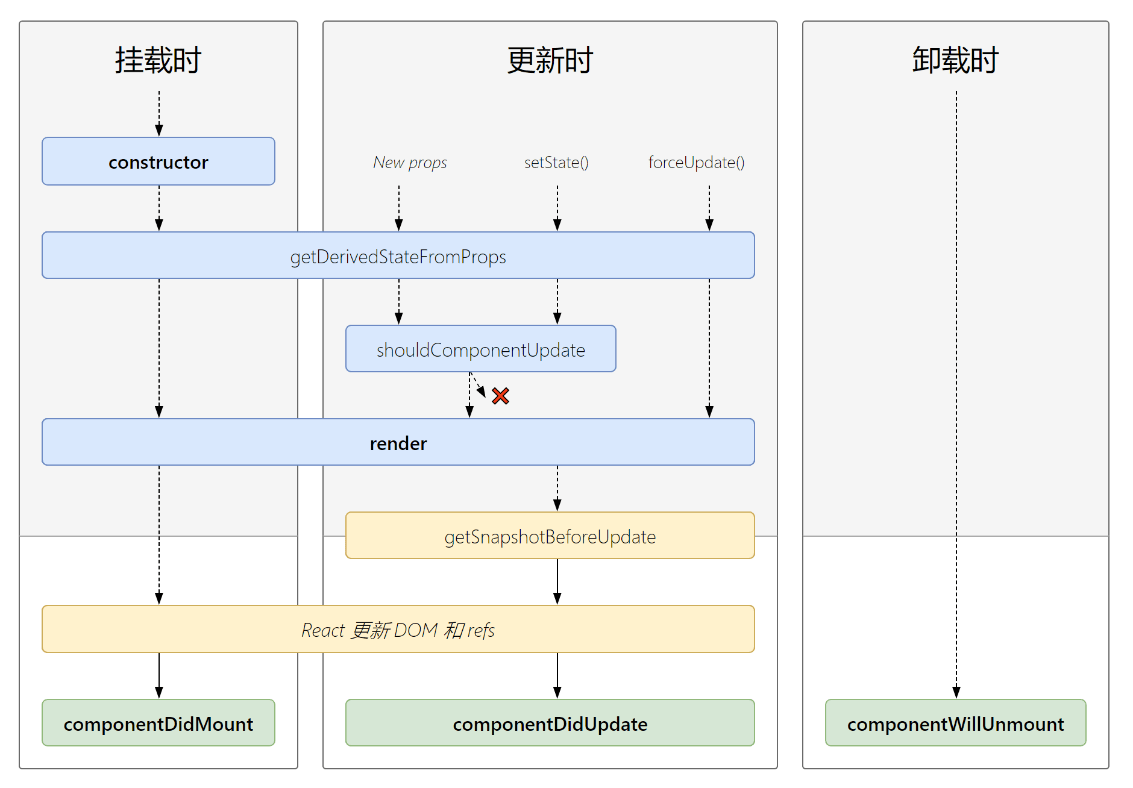 挂载时
更新时
卸载时
constructor
New props
setState()
forceUpdate()
getDerivedStateFromProps
shouldComponentUpdate
render
getSnapshotBeforeUpdate
React 更新 DOM 和 refs
componentDidMount
componentDidUpdate
componentWillUnmount